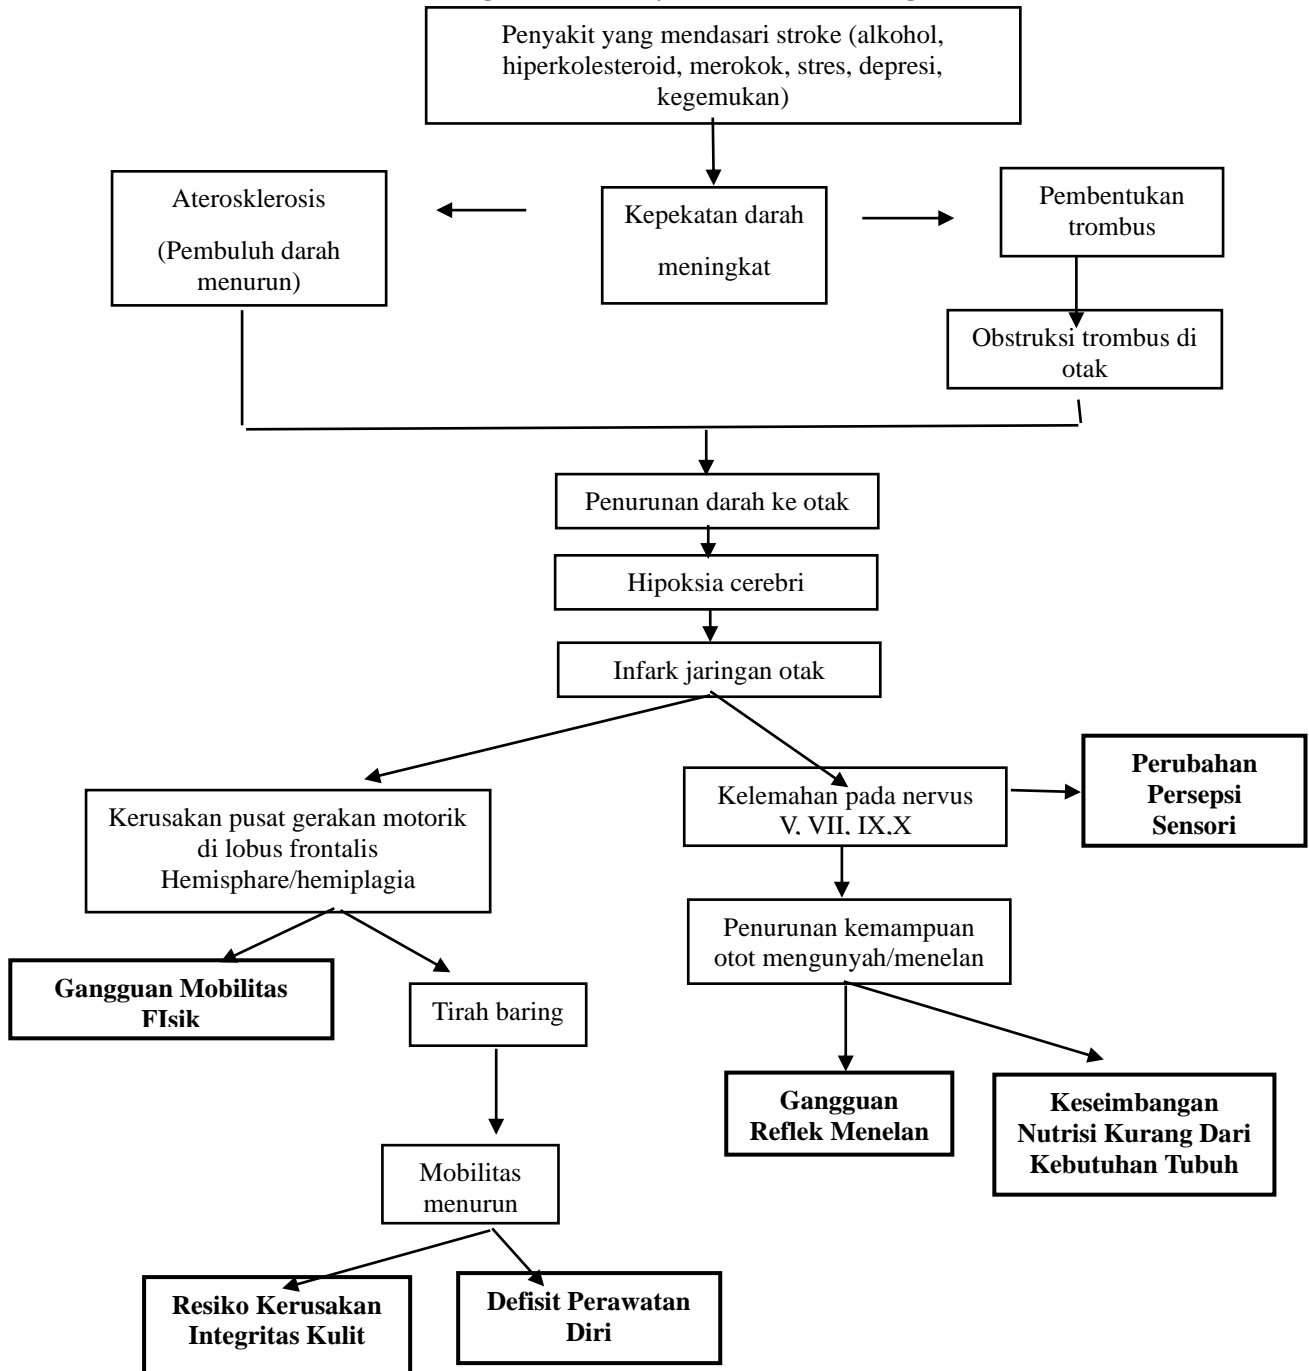 Penyakit yang mendasari stroke (alkohol,
hiperkolesteroid, merokok, stres, depresi,
kegemukan)
Aterosklerosis
(Pembuluh darah
menurun)
Kepekatan darah
meningkat
Pembentukan
trombus
Obstruksi trombus di
otak
Penurunan darah ke otak
Hipoksia cerebri
Infark jaringan otak
Kerusakan pusat gerakan motorik
di lobus frontalis
Hemisphare/hemiplagia
Kelemahan pada nervus
V, VII, IX,X
Perubahan
Persepsi
Sensori
Penurunan kemampuan
otot mengunyah/menelan
Gangguan Mobilitas
FIsik
Tirah baring
Gangguan
Reflek Menelan
Keseimbangan
Nutrisi Kurang Dari
Kebutuhan Tubuh
Mobilitas
menurun
Resiko Kerusakan
Integritas Kulit
Defisit Perawatan
Diri